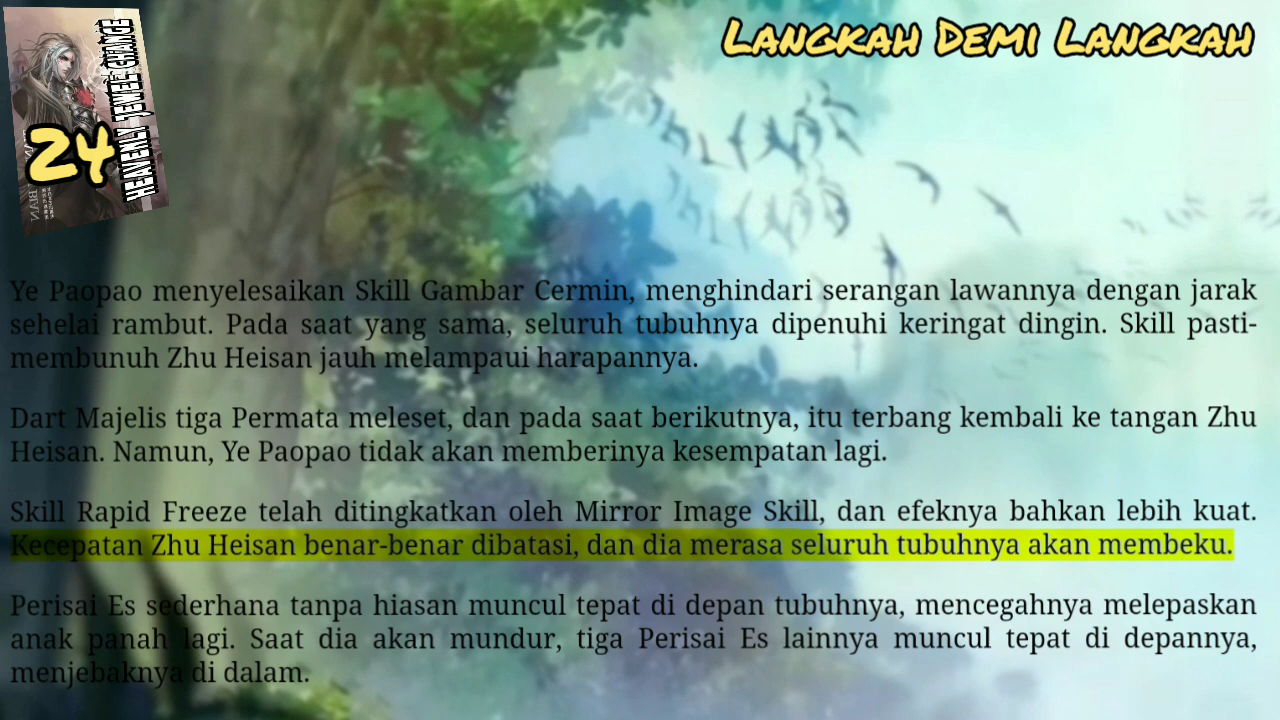 Langkah Demi Langkah
HEAVENLY JEWEL CHANGE
24
Ye Paopao menyelesaikan Skill Gambar Cermin, menghindari serangan lawannya dengan jarak
sehelai rambut. Pada saat yang sama, seluruh tubuhnya dipenuhi keringat dingin. Skill pasti-
membunuh Zhu Heisan jauh melampaui harapannya.
Dart Majelis tiga Permata meleset, dan pada saat berikutnya, itu terbang kembali ke tangan Zhu
Heisan. Namun, Ye Paopao tidak akan memberinya kesempatan lagi.
Skill Rapid Freeze telah ditingkatkan oleh Mirror Image Skill, dan efeknya bahkan lebih kuat.
Kecepatan Zhu Heisan benar-benar dibatasi, dan dia merasa seluruh tubuhnya akan membeku.
Perisai Es sederhana tanpa hiasan muncul tepat di depan tubuhnya, mencegahnya melepaskan
anak panah lagi. Saat dia akan mundur, tiga Perisai Es lainnya muncul tepat di depannya,
menjebaknya di dalam.